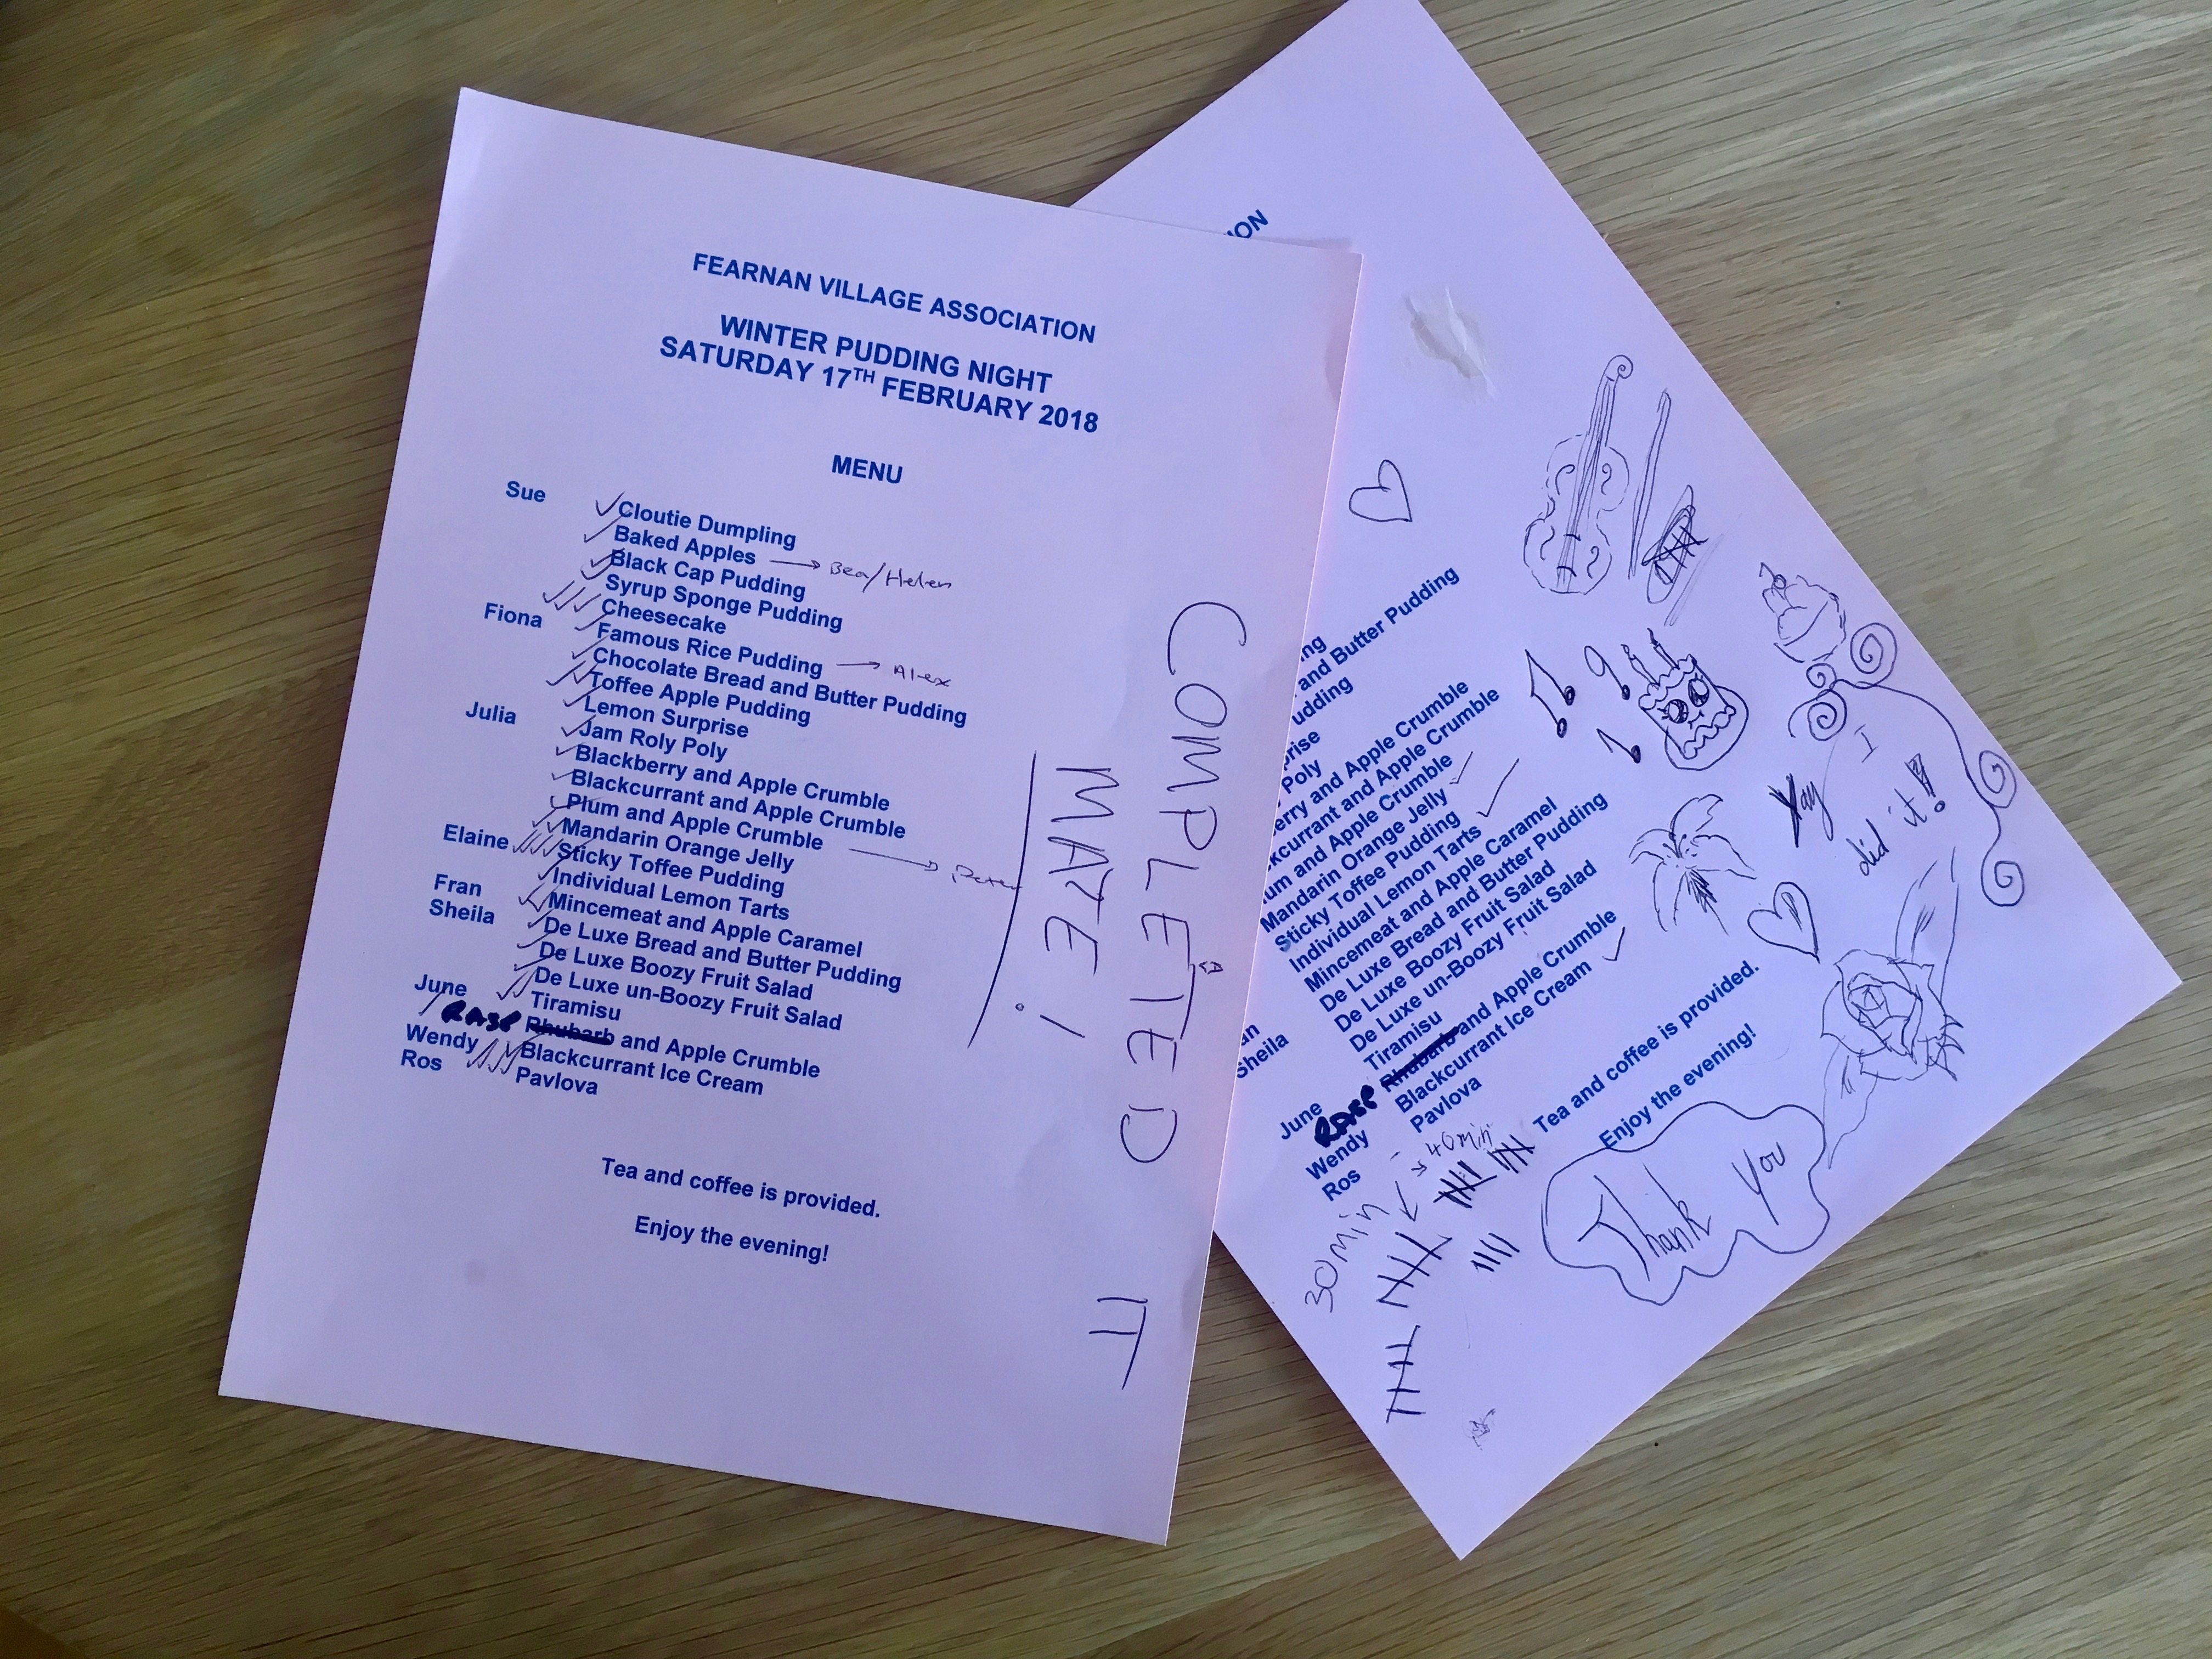 FEARNAN VILLAGE ASSOCIATION
WINTER PUDDING NIGHT
SATURDAY 17TH FEBRUARY 2018
MENU
Sue Cloutie Dumpling
Baked Apples → Bea/Helen
Black Cap Pudding
Syrup Sponge Pudding
Cheesecake
Fiona Famous Rice Pudding → Alex
Chocolate Bread and Butter Pudding
Toffee Apple Pudding
Lemon Surprise
Julia Jam Roly Poly
Blackberry and Apple Crumble
Blackcurrant and Apple Crumble
Plum and Apple Crumble → Peter
Mandarin Orange Jelly
Elaine Sticky Toffee Pudding
Individual Lemon Tarts
Fran Mincemeat and Apple Caramel
Sheila De Luxe Bread and Butter Pudding
De Luxe Boozy Fruit Salad
De Luxe un-Boozy Fruit Salad
June Tiramisu
RASP Rhubarb and Apple Crumble
Wendy Blackcurrant Ice Cream
Ros Pavlova
Tea and coffee is provided.
Enjoy the evening!
COMPLETED IT
MATE!
ION
ing
and Butter Pudding
udding
prise
Poly
erry and Apple Crumble
ckcurrant and Apple Crumble
um and Apple Crumble
Mandarin Orange Jelly
Sticky Toffee Pudding
Individual Lemon Tarts
an Mincemeat and Apple Caramel
Sheila De Luxe Bread and Butter Pudding
De Luxe Boozy Fruit Salad
De Luxe un-Boozy Fruit Salad
June Tiramisu
RASP Rhubarb and Apple Crumble
Wendy Blackcurrant Ice Cream
Ros Pavlova
Tea and coffee is provided.
Enjoy the evening!
40min
30min
Thank You
Yay I
did it!!